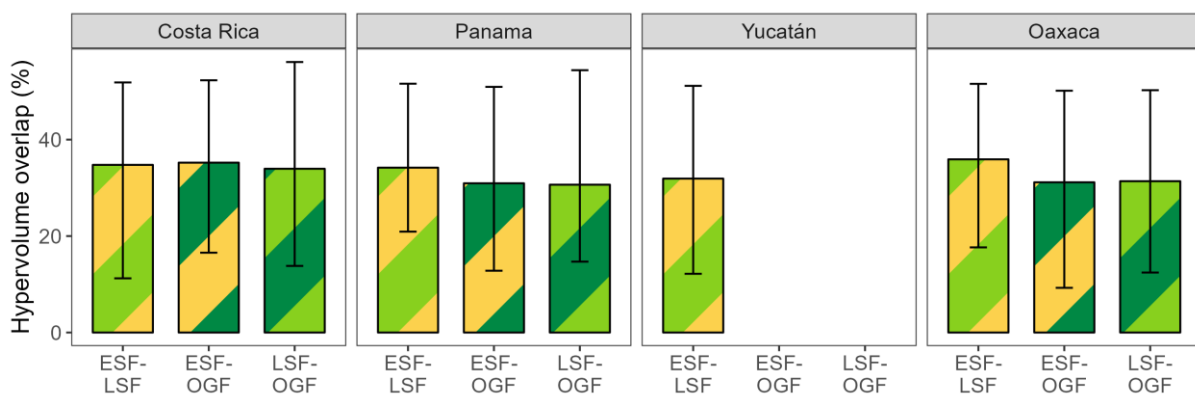 Costa Rica
Panama
Yucatán
Oaxaca
Hypervolume overlap (%)
40
20
0
ESF-
LSF
ESF-
OGF
LSF-
OGF
ESF-
LSF
ESF-
OGF
LSF-
OGF
ESF-
LSF
ESF-
OGF
LSF-
OGF
ESF-
LSF
ESF-
OGF
LSF-
OGF